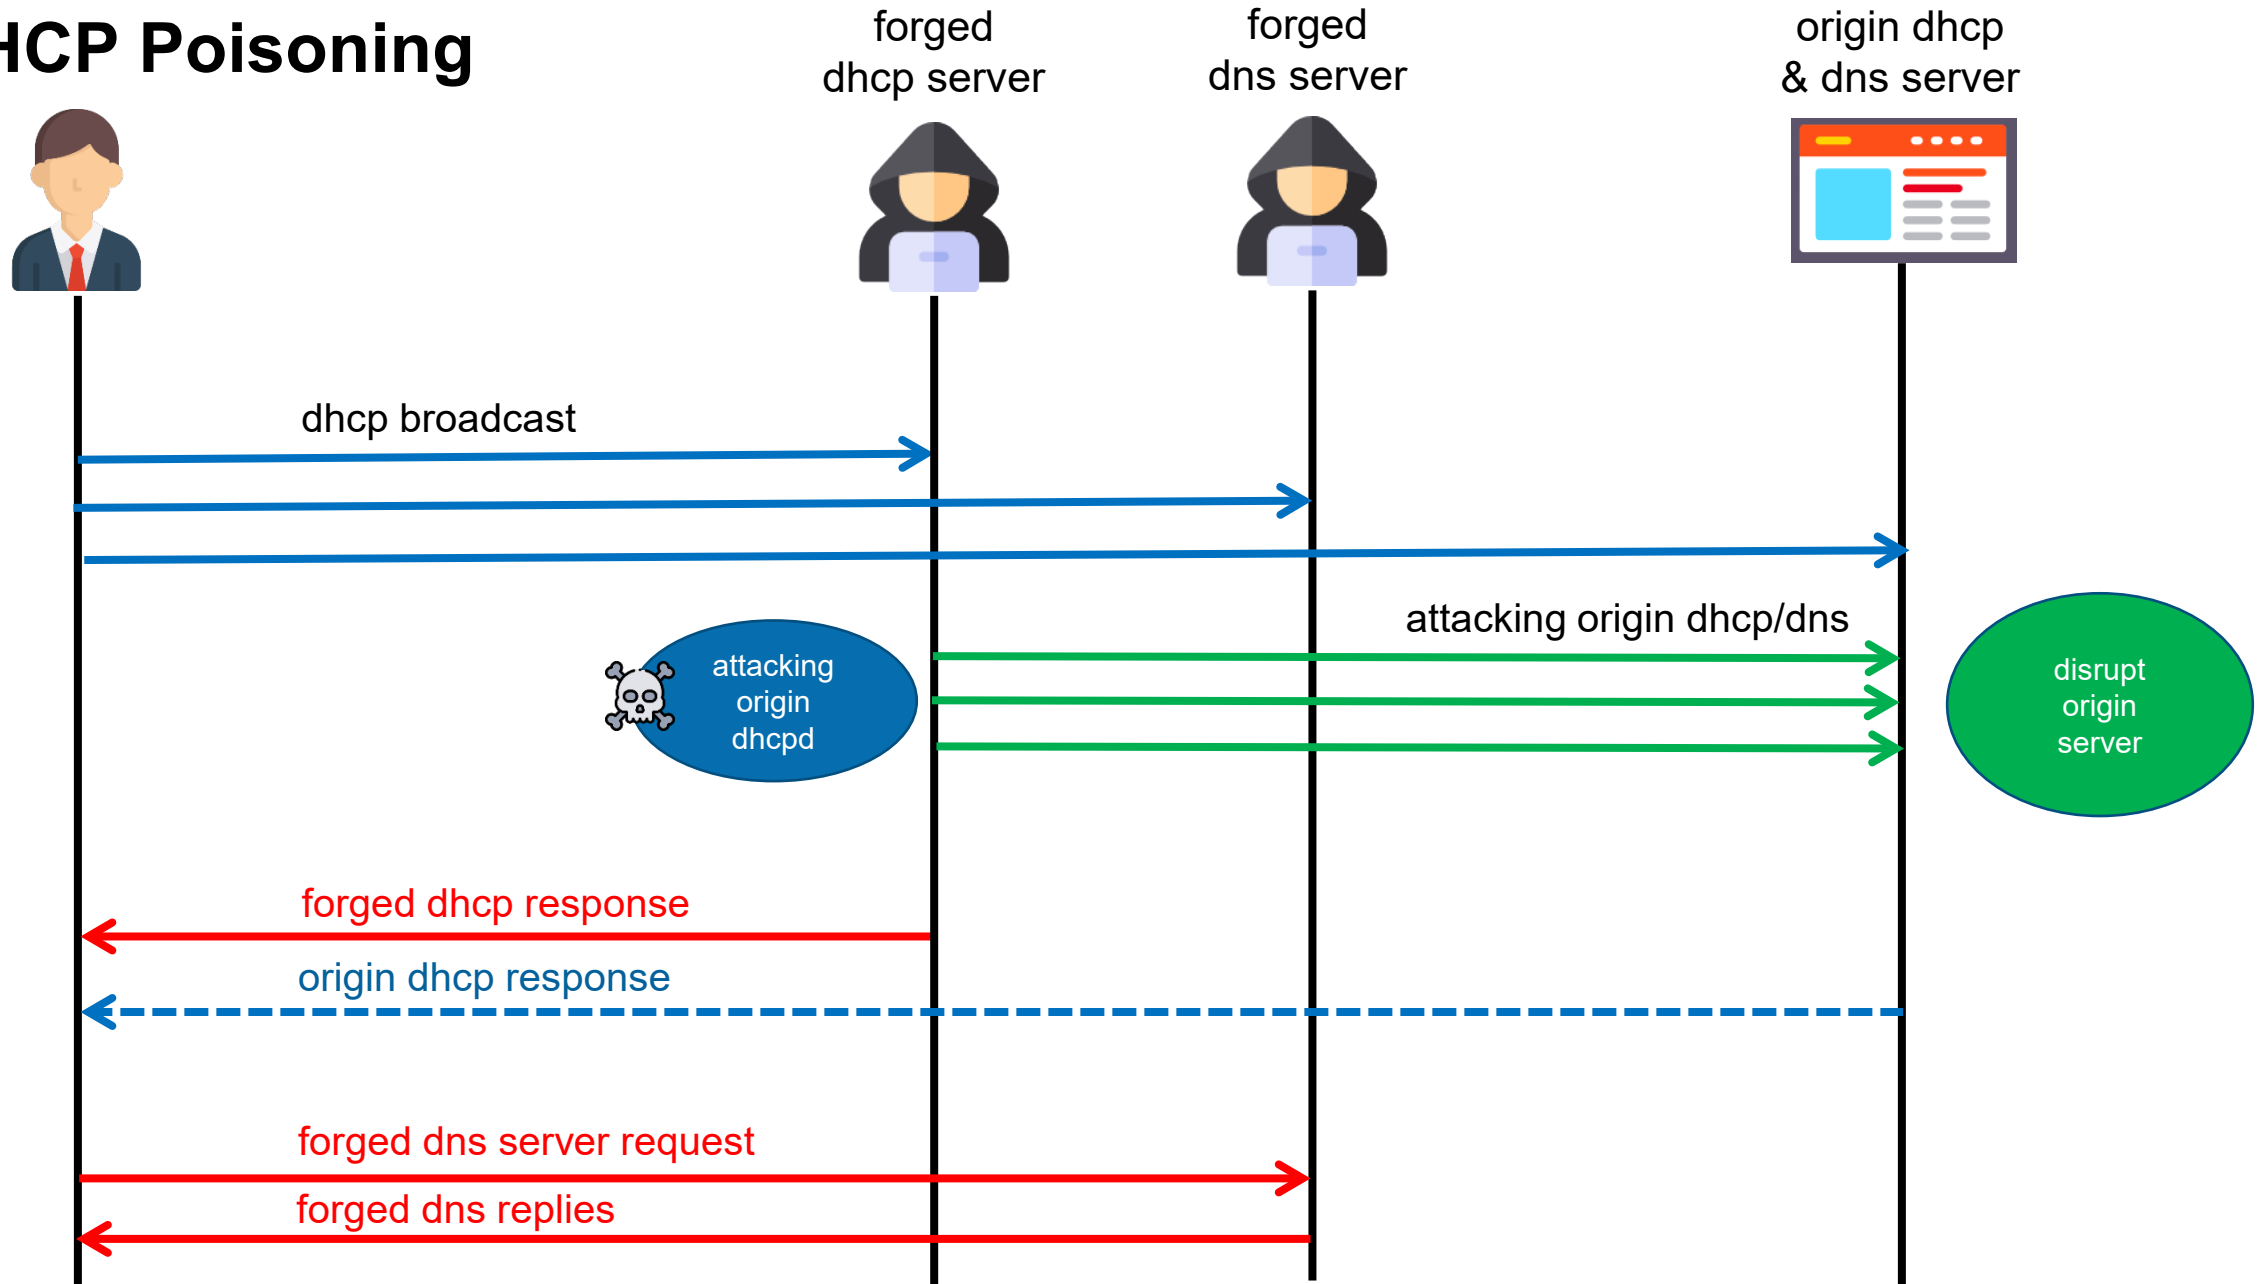 HCP Poisoning
forged
dhcp server
forged
dns server
origin dhcp
& dns server
dhcp broadcast
attacking origin dhcp/dns
attacking
origin
dhcpd
disrupt
origin
server
forged dhcp response
origin dhcp response
forged dns server request
forged dns replies